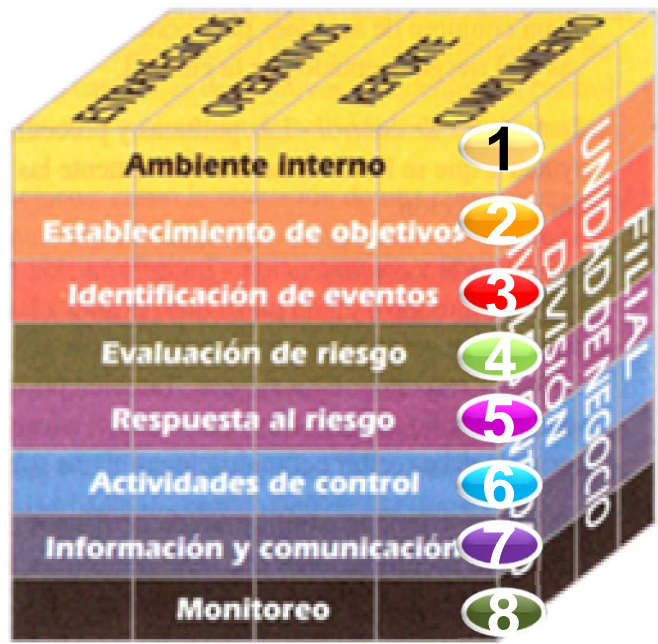 ESTRATÉGICOS
OPERATIVOS
REPORTE
CUMPLIMIENTO
Ambiente interno 1
Establecimiento de objetivos 2
Identificación de eventos 3
Evaluación de riesgo 4
Respuesta al riesgo 5
Actividades de control 6
Información y comunicación 7
Monitoreo 8
DIVISIÓN
UNIDAD DE NEGOCIO
FILIAL